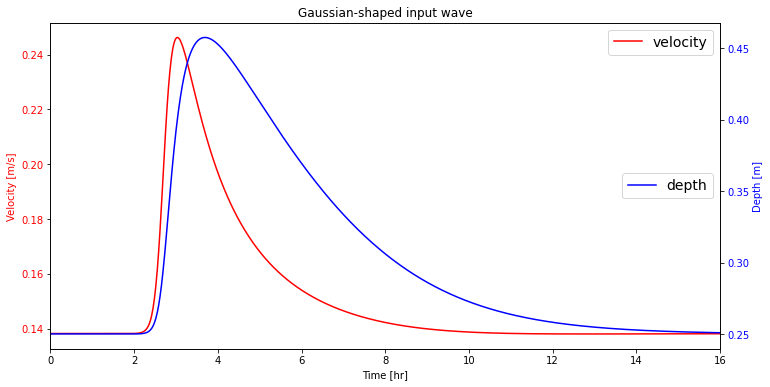 Gaussian-shaped input wave
velocity
depth
0.24
0.22
0.20
0.18
0.16
0.14
Velocity [m/s]
0.45
0.40
0.35
0.30
0.25
Depth [m]
0 2 4 6 8 10 12 14 16
Time [hr]